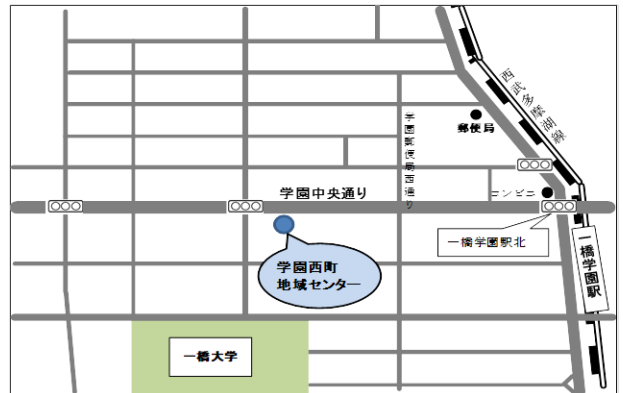 西武多摩湖線
郵便局
学園郵便局西通り
コンビニ
学園中央通り
一橋学園駅北
学園西町
地域センター
一橋学園駅
一橋大学